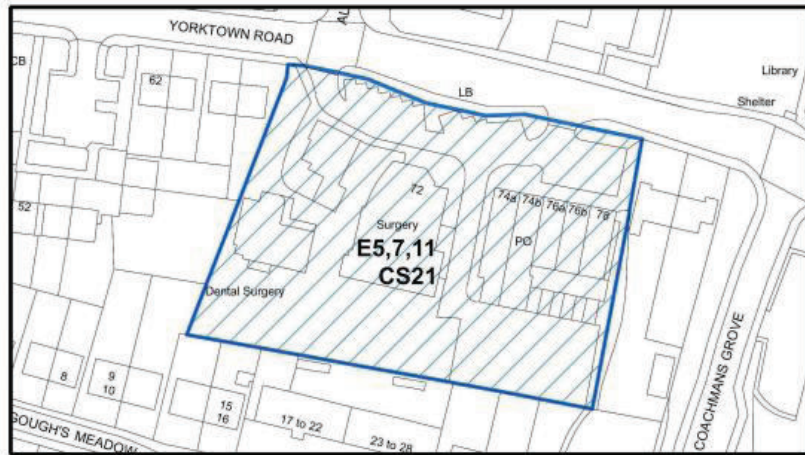 YORKTOWN ROAD
AL
CB
62
LB
Library
Shelter
52
72
74a 74b 76a 76b 78
Surgery
PO
E5,7,11
CS21
Dental Surgery
8
9
10
15
16
17 to 22
23 to 28
GOUGH'S MEADOW
COACHMANS GROVE